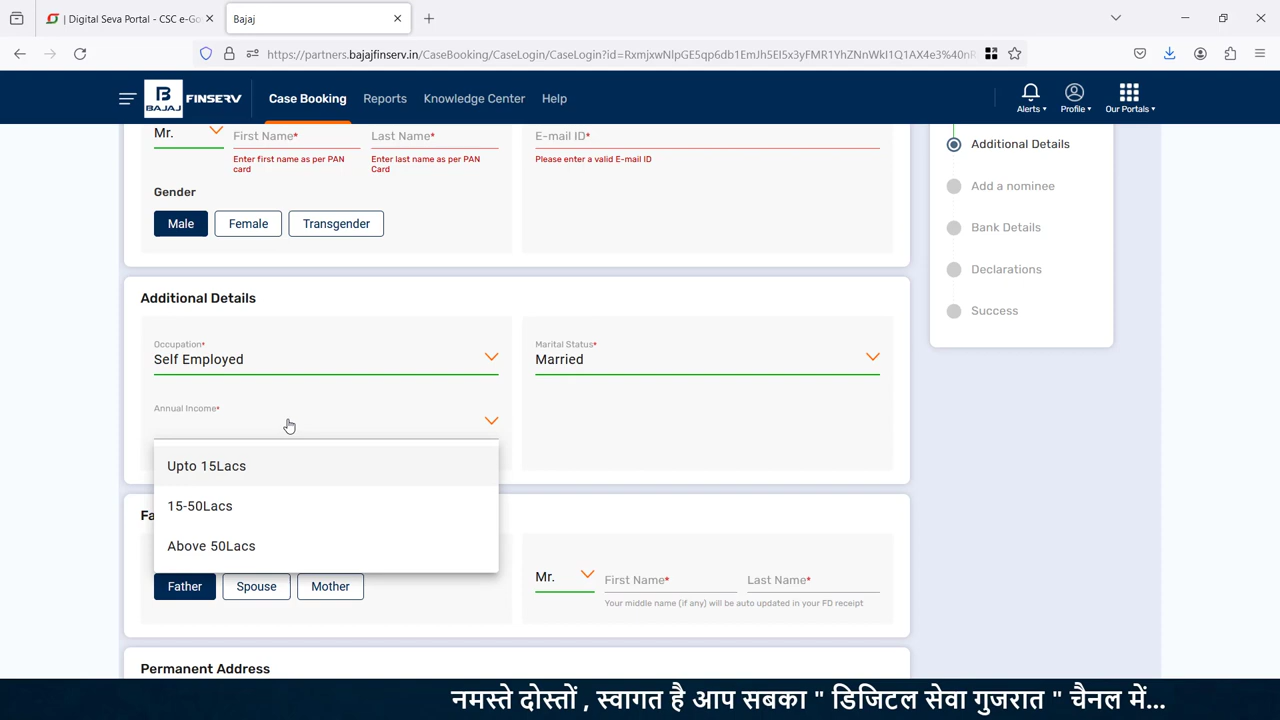 | Digital Seva Portal - CSC e-Go
Bajaj
https://partners.bajajfinserv.in/CaseBooking/CaseLogin/CaseLogin?id=RxmjxwNlpGE5qp6db1EmJh5EI5x3yFMR1YhZNnWkI1Q1AX4e3%40nR
BAJAJ FINSERV
Case Booking
Reports
Knowledge Center
Help
Alerts
Profile
Our Portals
Mr.
First Name*
Last Name*
E-mail ID*
Enter first name as per PAN
card
Enter last name as per PAN
Card
Please enter a valid E-mail ID
Gender
Male
Female
Transgender
Additional Details
Add a nominee
Bank Details
Declarations
Success
Additional Details
Occupation*
Self Employed
Marital Status*
Married
Annual Income*
Upto 15Lacs
15-50Lacs
Above 50Lacs
Fa
Father
Spouse
Mother
Mr.
First Name*
Last Name*
Your middle name (if any) will be auto updated in your FD receipt
Permanent Address
नमस्ते दोस्तों , स्वागत है आप सबका " डिजिटल सेवा गुजरात " चैनल में...